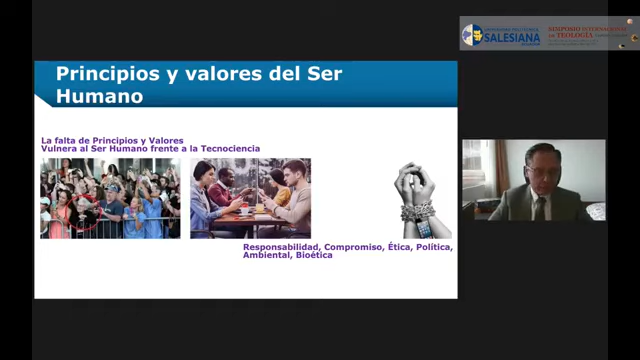 SALESIANA
SIMPOSIO INTERNACIONAL
DE TEOLOGÍA
Principios y valores del Ser
Humano
La falta de Principios y Valores
Vulnera al Ser Humano frente a la Tecnociencia
Responsabilidad, Compromiso, Ética, Política,
Ambiental, Bioética